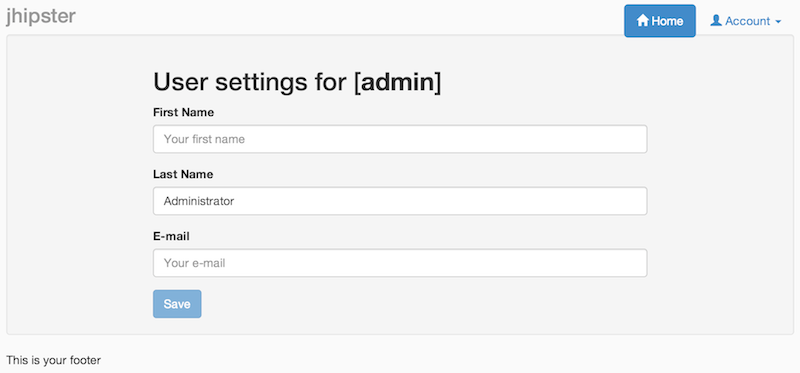 jhipster
Home
Account
User settings for [admin]
First Name
Your first name
Last Name
Administrator
E-mail
Your e-mail
Save
This is your footer